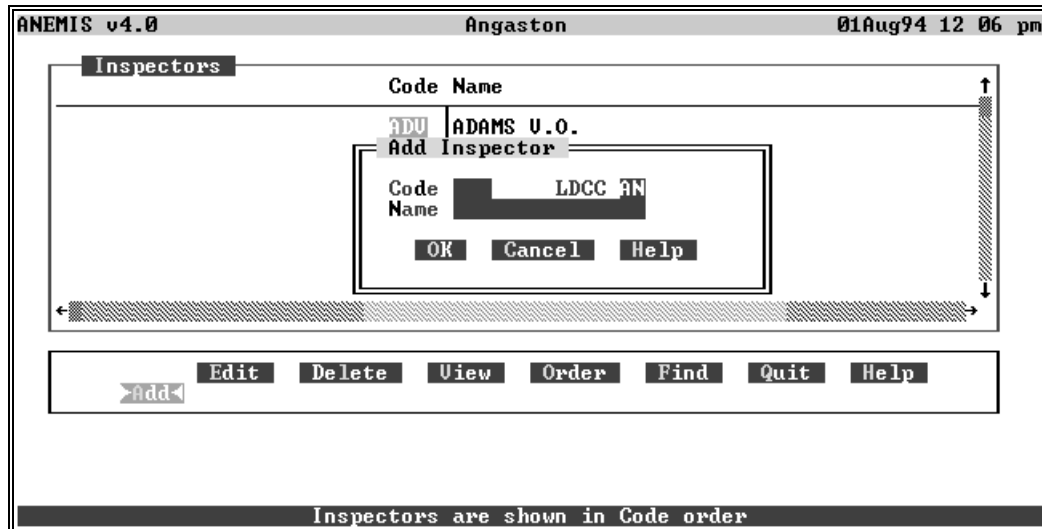 ANEMIS v4.0 Angaston 01Aug94 12 06 pm
Inspectors
Code Name
ADV ADAMS V.O.
Add Inspector
Code LDCC AN
Name
OK Cancel Help
Edit Delete View Order Find Quit Help
Add
Inspectors are shown in Code order